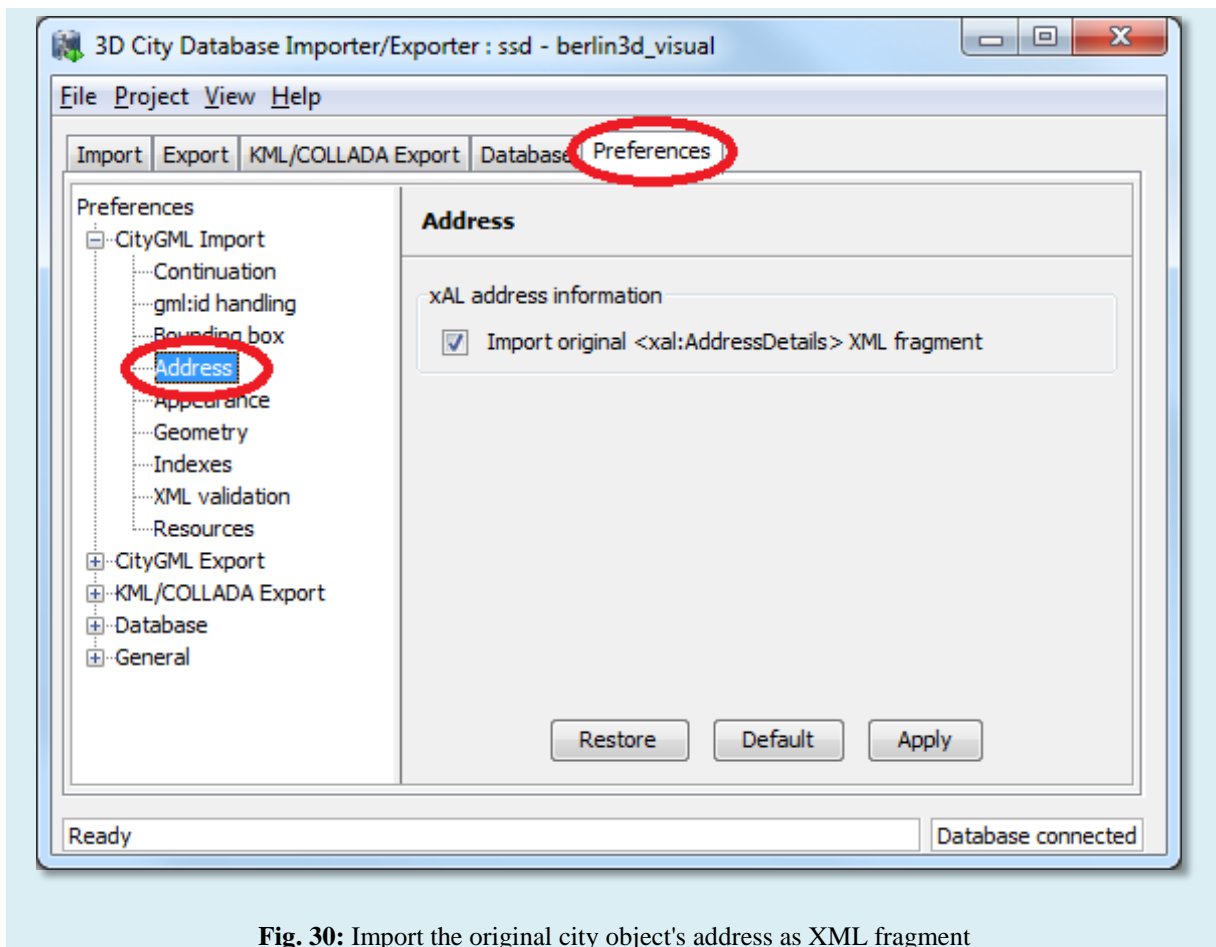 3D City Database Importer/Exporter : ssd - berlin3d_visual
File Project View Help
Import Export KML/COLLADA Export Database Preferences
Preferences
CityGML Import
Continuation
gml:id handling
Bounding box
Address
Appearance
Geometry
Indexes
XML validation
Resources
CityGML Export
KML/COLLADA Export
Database
General
Address
xAL address information
Import original <xal:AddressDetails> XML fragment
Restore Default Apply
Ready Database connected
Fig. 30: Import the original city object's address as XML fragment